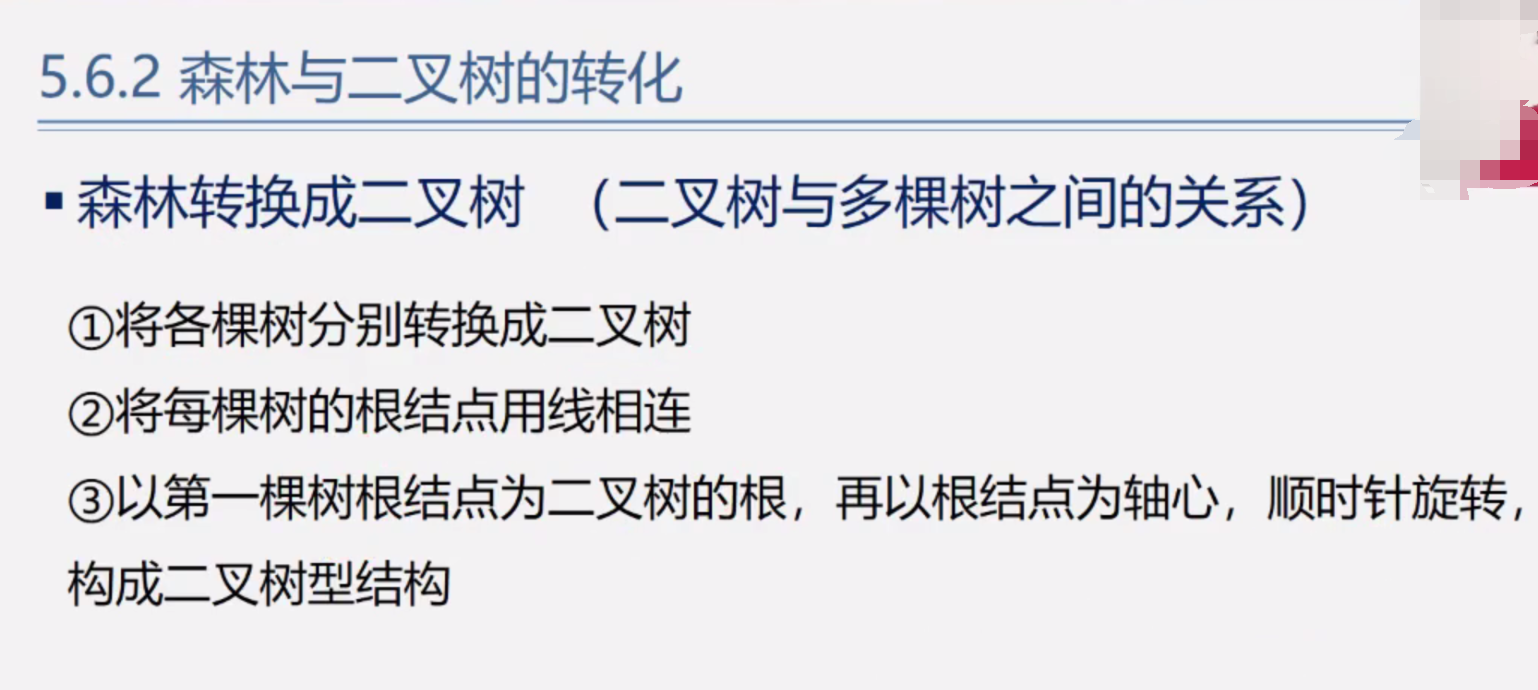 5.6.2 森林与二叉树的转化
▪ 森林转换成二叉树 （二叉树与多棵树之间的关系）
①将各棵树分别转换成二叉树
②将每棵树的根结点用线相连
③以第一棵树根结点为二叉树的根，再以根结点为轴心，顺时针旋转，
构成二叉树型结构